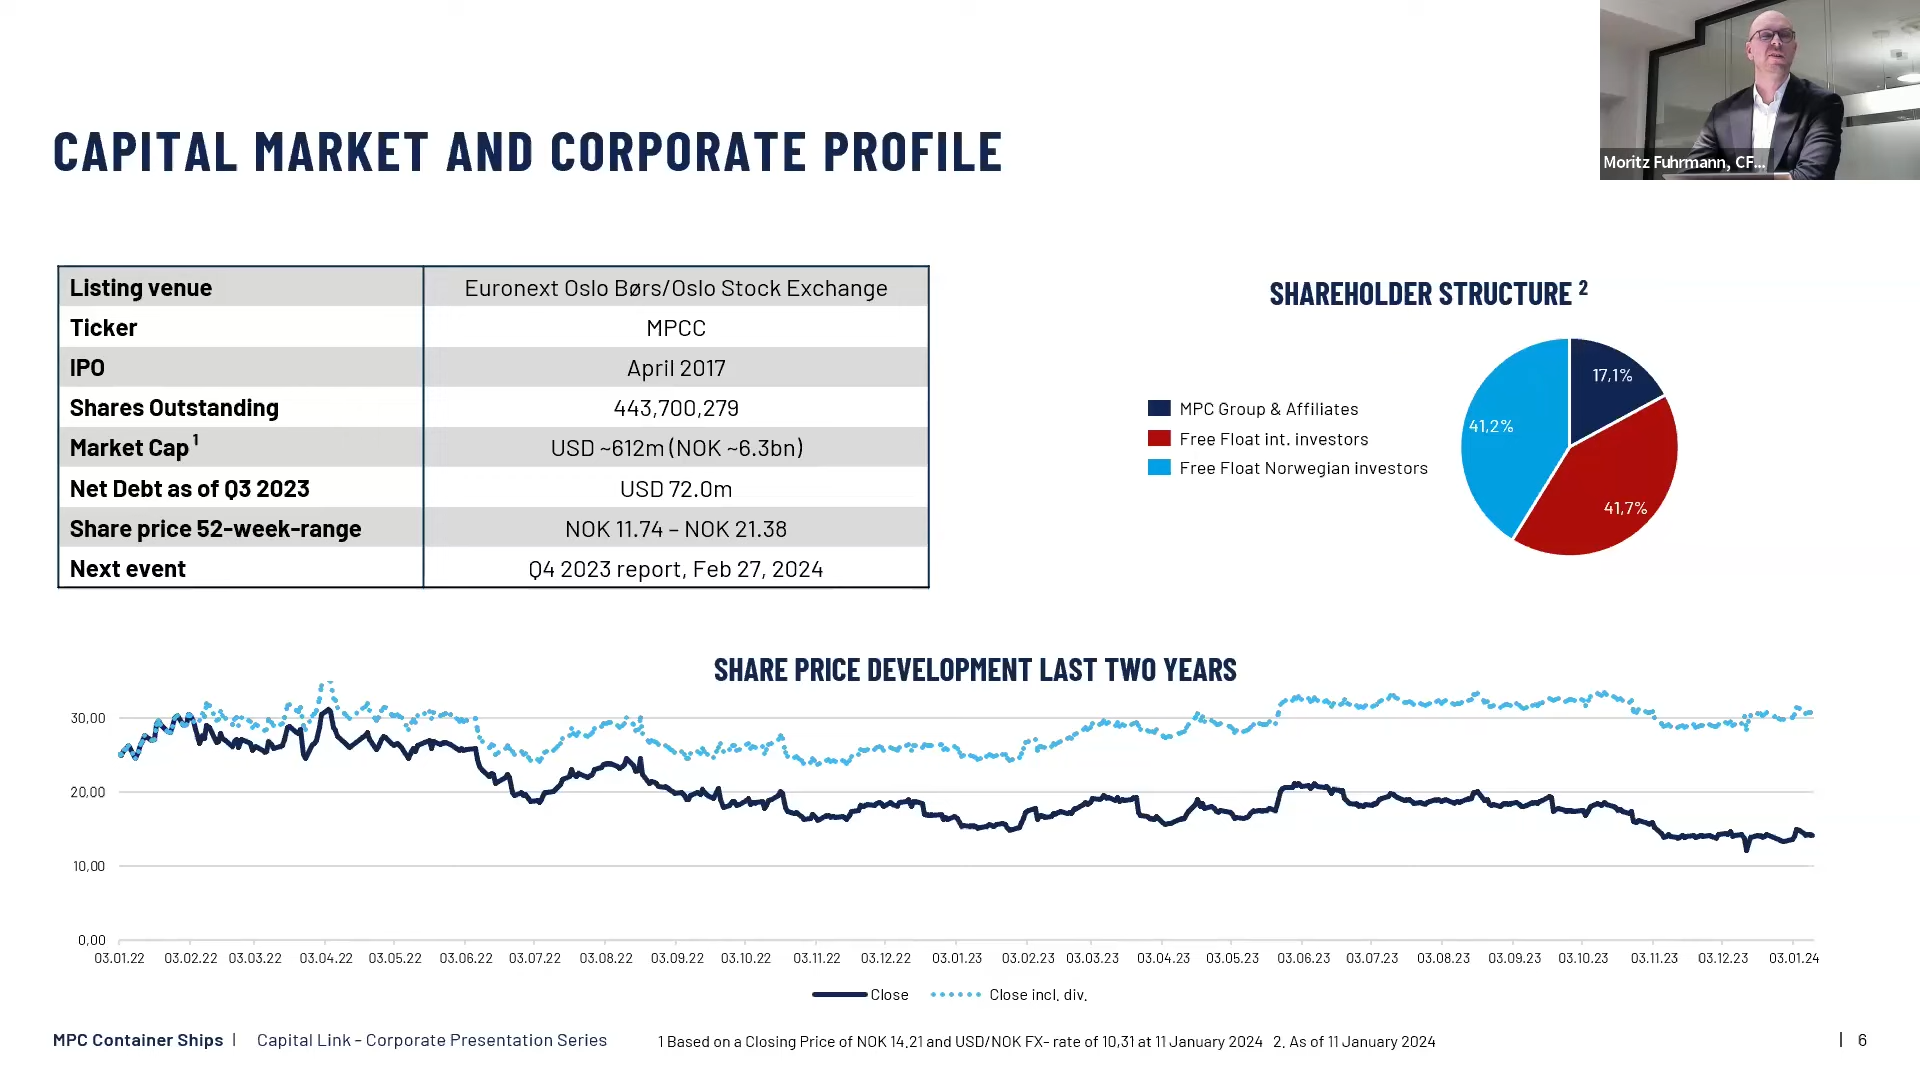 Moritz Fuhrmann, CF...
CAPITAL MARKET AND CORPORATE PROFILE
Listing venue Euronext Oslo Børs/Oslo Stock Exchange
Ticker MPCC
IPO April 2017
Shares Outstanding 443,700,279
Market Cap 1 USD ~612m (NOK ~6.3bn)
Net Debt as of Q3 2023 USD 72.0m
Share price 52-week-range NOK 11.74 – NOK 21.38
Next event Q4 2023 report, Feb 27, 2024
SHAREHOLDER STRUCTURE 2
MPC Group & Affiliates
Free Float int. investors
Free Float Norwegian investors
17,1%
41,2%
41,7%
SHARE PRICE DEVELOPMENT LAST TWO YEARS
30,00
20,00
10,00
0,00
03.01.22 03.02.22 03.03.22 03.04.22 03.05.22 03.06.22 03.07.22 03.08.22 03.09.22 03.10.22 03.11.22 03.12.22 03.01.23 03.02.23 03.03.23 03.04.23 03.05.23 03.06.23 03.07.23 03.08.23 03.09.23 03.10.23 03.11.23 03.12.23 03.01.24
Close Close incl. div.
MPC Container Ships | Capital Link – Corporate Presentation Series 1 Based on a Closing Price of NOK 14.21 and USD/NOK FX- rate of 10,31 at 11 January 2024 2. As of 11 January 2024 | 6